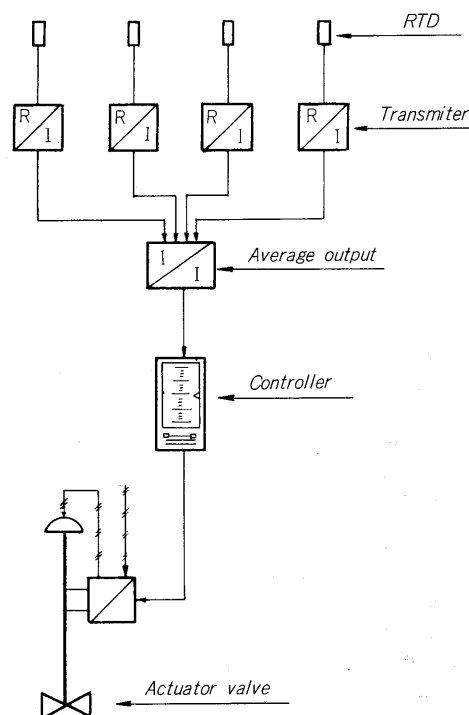 RTD
R I R I R I R I
Transmiter
I I
Average output
Controller
Actuator valve